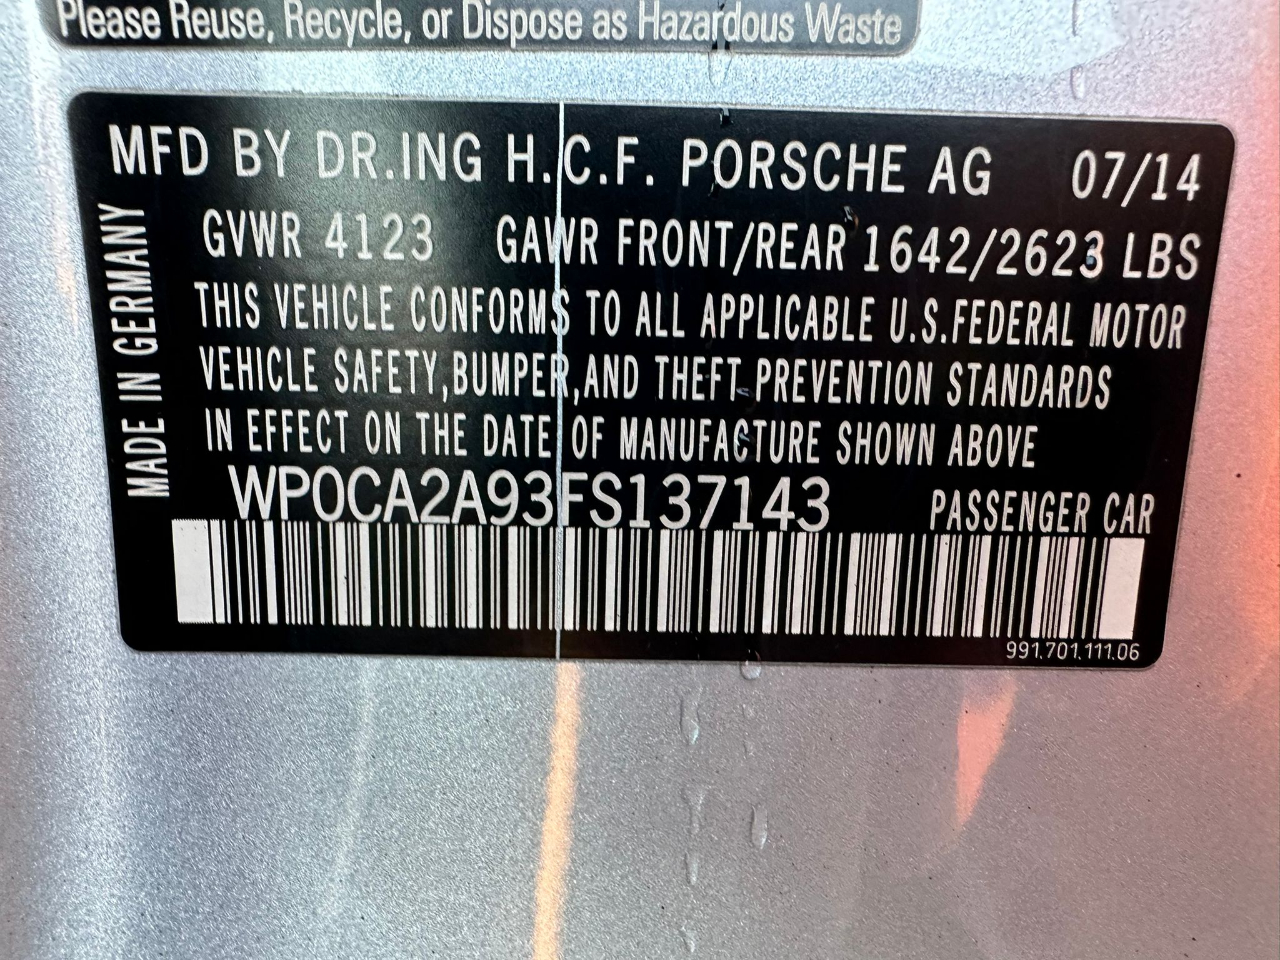 Please Reuse, Recycle, or Dispose as Hazardous Waste
MFD BY DR.ING H.C.F. PORSCHE AG 07/14
GVWR 4123 GAWR FRONT/REAR 1642/2623 LBS
MADE IN GERMANY
THIS VEHICLE CONFORMS TO ALL APPLICABLE U.S.FEDERAL MOTOR
VEHICLE SAFETY,BUMPER,AND THEFT PREVENTION STANDARDS
IN EFFECT ON THE DATE OF MANUFACTURE SHOWN ABOVE
WP0CA2A93FS137143 PASSENGER CAR
991.701.111.06